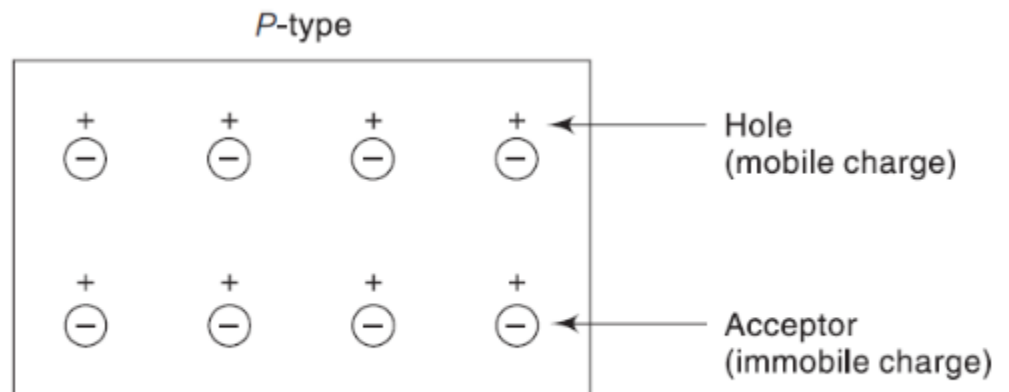 P-type
+ + + +
− − − −
Hole
(mobile charge)
+ + + +
− − − −
Acceptor
(immobile charge)